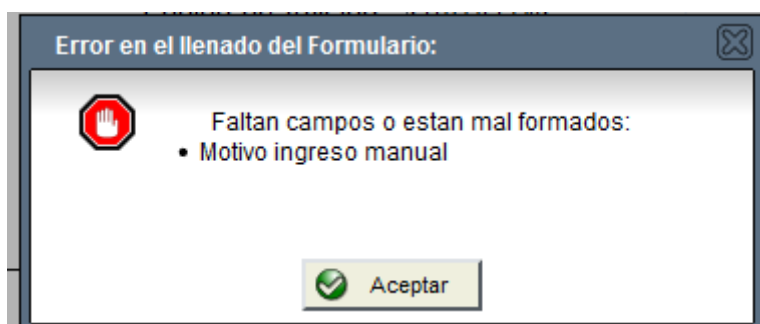 Error en el llenado del Formulario:
Faltan campos o estan mal formados:
• Motivo ingreso manual
Aceptar